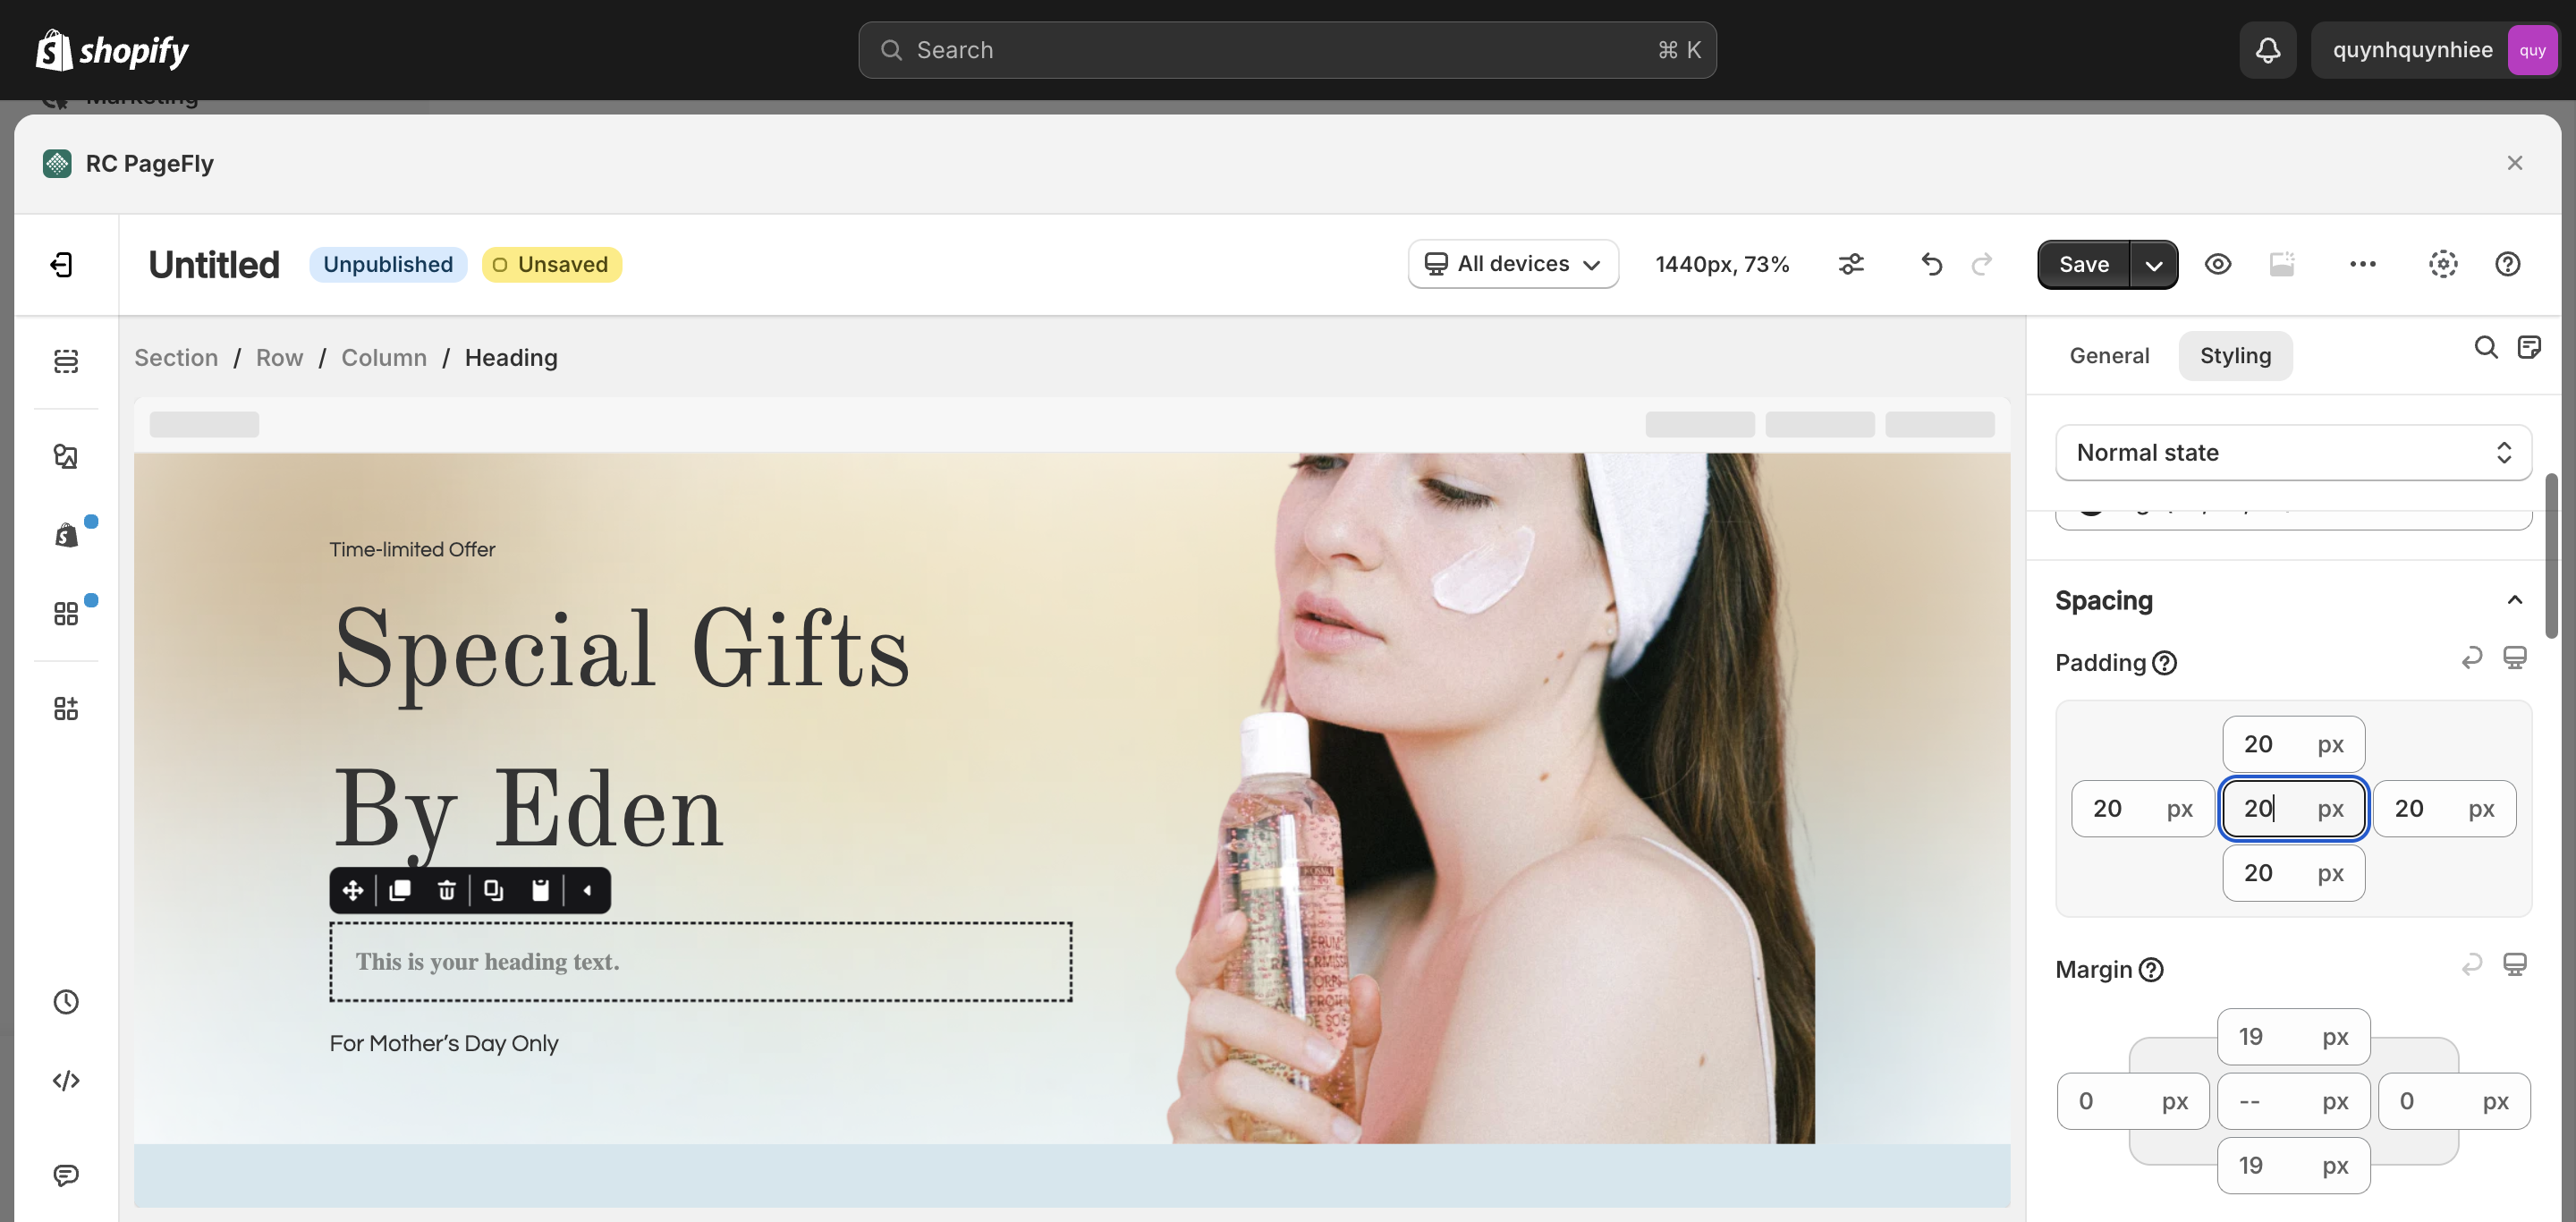 shopify
Search
⌘ K
quynhquynhiee
quy
Marketing
RC PageFly
Untitled
Unpublished
Unsaved
All devices
1440px, 73%
Save
Section / Row / Column / Heading
General
Styling
Normal state
Time-limited Offer
Special Gifts
By Eden
This is your heading text.
For Mother's Day Only
Spacing
Padding
20 px
20 px
20 px
20 px
20 px
Margin
19 px
0 px
-- px
0 px
19 px